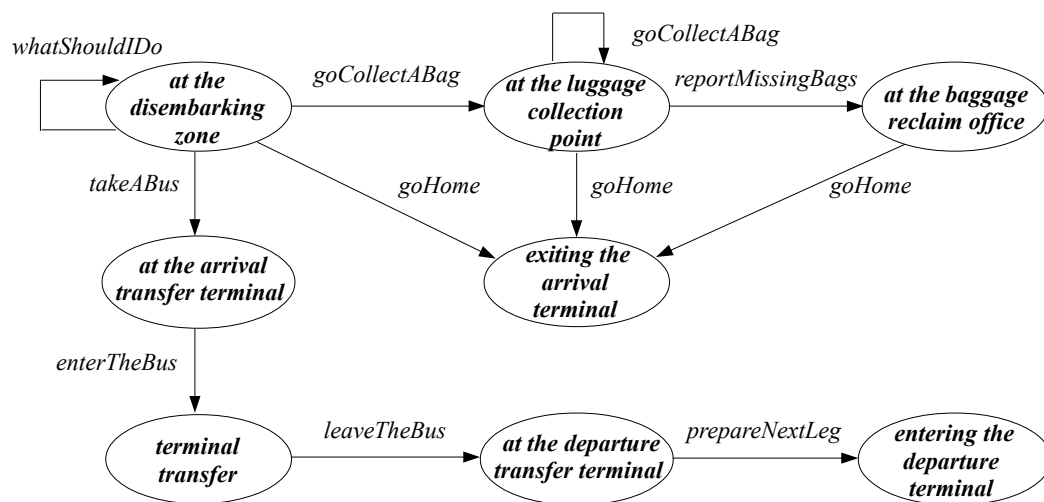 whatShouldIDo
goCollectABag
at the
disembarking
zone
goCollectABag
at the luggage
collection
point
reportMissingBags
at the baggage
reclaim office
takeABus
goHome
goHome
goHome
at the arrival
transfer terminal
exiting the
arrival
terminal
enterTheBus
terminal
transfer
leaveTheBus
at the departure
transfer terminal
prepareNextLeg
entering the
departure
terminal